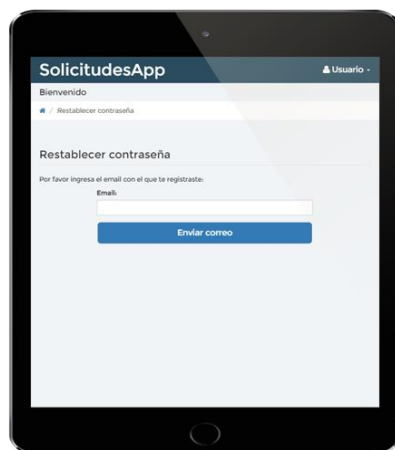 SolicitudesApp
Usuario
Bienvenido
/ Restablecer contraseña
Restablecer contraseña
Por favor ingresa el email con el que te registraste:
Email:
Enviar correo